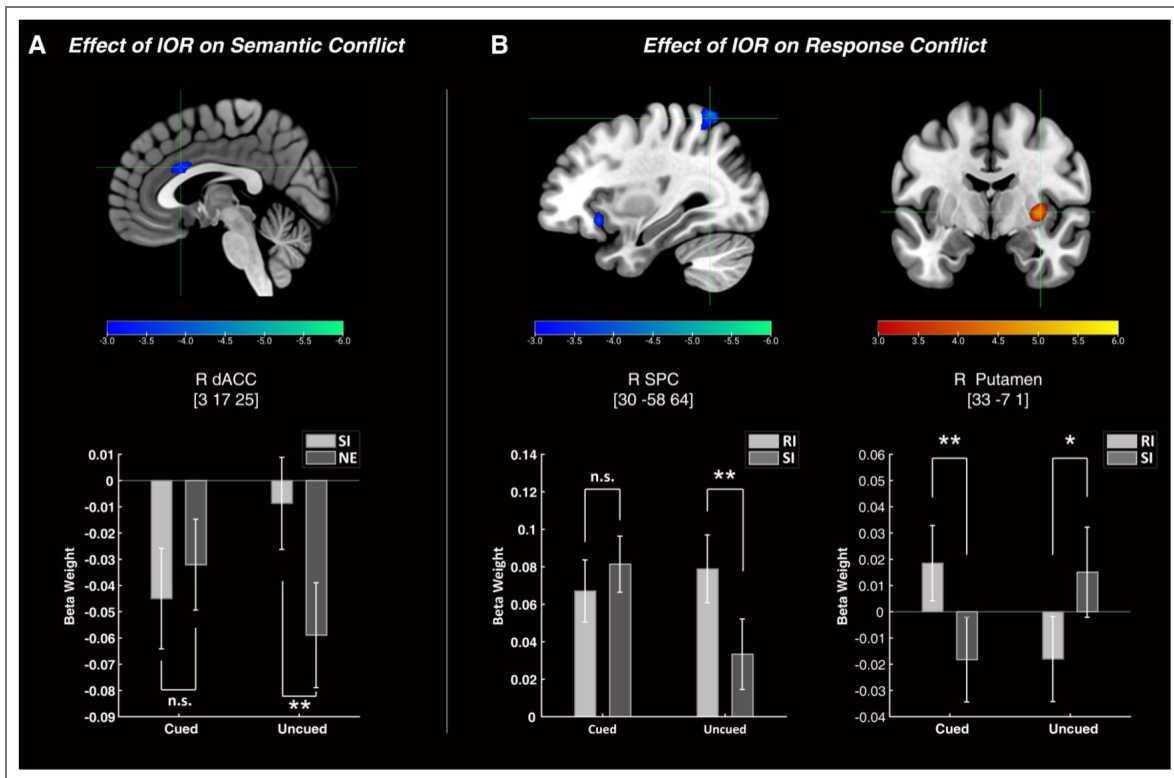 A Effect of IOR on Semantic Conflict
B Effect of IOR on Response Conflict
-3.0 -3.5 -4.0 -4.5 -5.0 -5.5 -6.0
R dACC
[3 17 25]
SI
NE
0.01
0
-0.01
-0.02
-0.03
-0.04
-0.05
-0.06
-0.07
-0.08
-0.09
Beta Weight
n.s.
**
Cued Uncued
-3.0 -3.5 -4.0 -4.5 -5.0 -5.5 -6.0
R SPC
[30 -58 64]
RI
SI
0.14
0.12
0.1
0.08
0.06
0.04
0.02
0
Beta Weight
n.s.
**
Cued Uncued
3.0 3.5 4.0 4.5 5.0 5.5 6.0
R Putamen
[33 -7 1]
RI
SI
0.06
0.05
0.04
0.03
0.02
0.01
0
-0.01
-0.02
-0.03
-0.04
Beta Weight
**
*
Cued Uncued